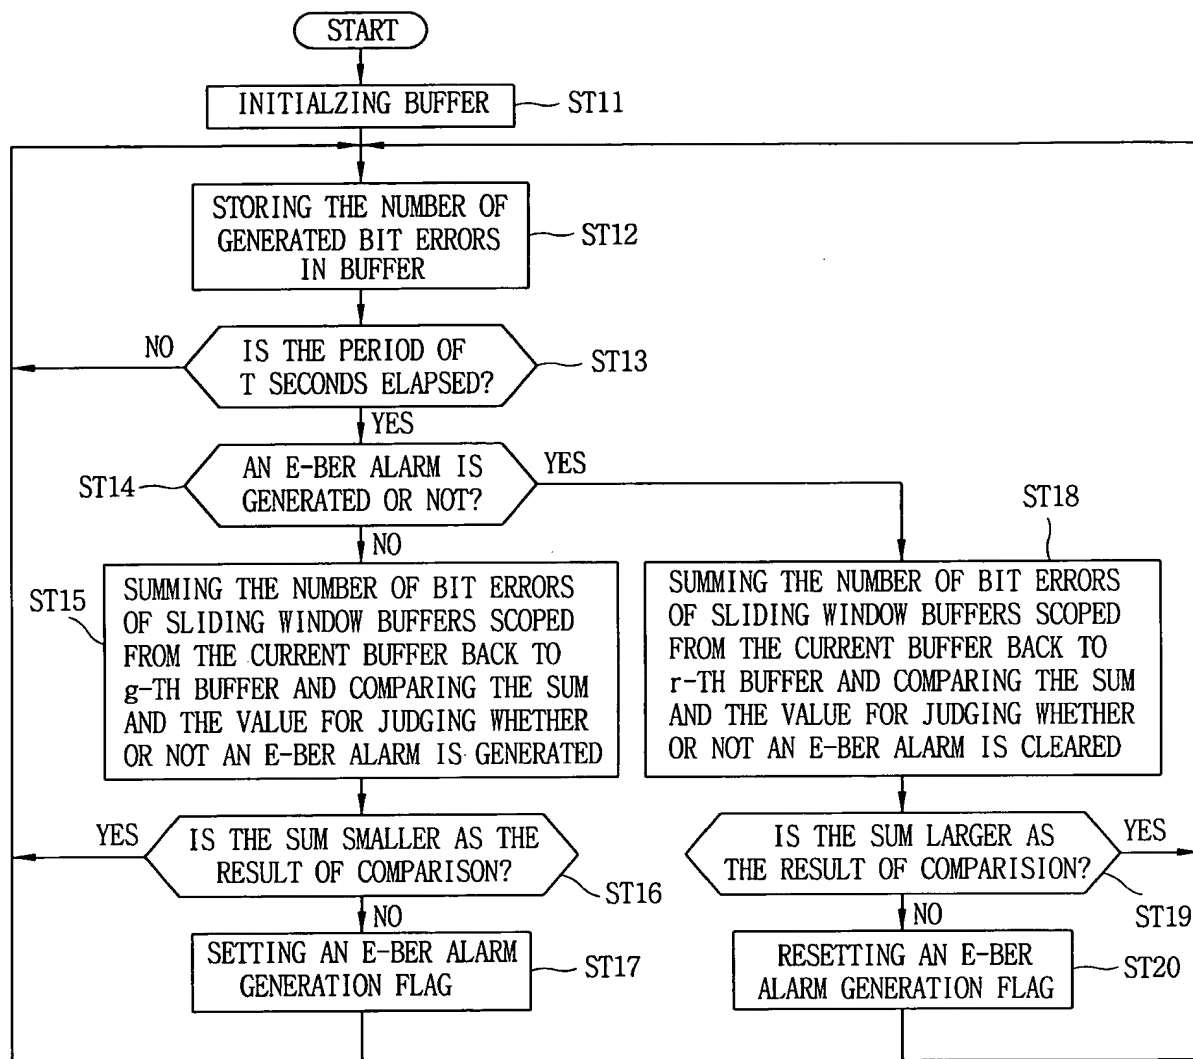 START
INITIALZING BUFFER
ST11
STORING THE NUMBER OF
GENERATED BIT ERRORS
IN BUFFER
ST12
NO
IS THE PERIOD OF
T SECONDS ELAPSED?
ST13
YES
ST14
AN E-BER ALARM IS
GENERATED OR NOT?
YES
NO
ST15
SUMMING THE NUMBER OF BIT ERRORS
OF SLIDING WINDOW BUFFERS SCOPED
FROM THE CURRENT BUFFER BACK TO
g-TH BUFFER AND COMPARING THE SUM
AND THE VALUE FOR JUDGING WHETHER
OR NOT AN E-BER ALARM IS GENERATED
ST18
SUMMING THE NUMBER OF BIT ERRORS
OF SLIDING WINDOW BUFFERS SCOPED
FROM THE CURRENT BUFFER BACK TO
r-TH BUFFER AND COMPARING THE SUM
AND THE VALUE FOR JUDGING WHETHER
OR NOT AN E-BER ALARM IS CLEARED
YES
IS THE SUM SMALLER AS THE
RESULT OF COMPARISON?
ST16
IS THE SUM LARGER AS
THE RESULT OF COMPARISION?
YES
ST19
NO
SETTING AN E-BER ALARM
GENERATION FLAG
ST17
NO
RESETTING AN E-BER
ALARM GENERATION FLAG
ST20